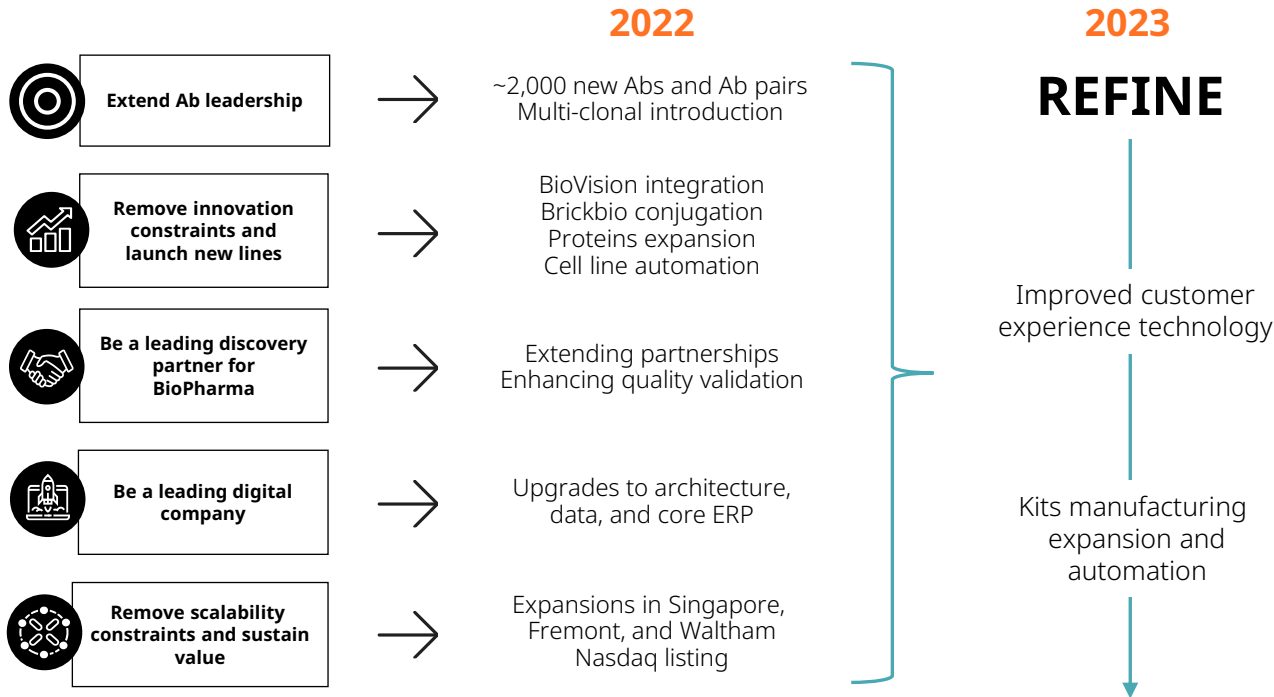 2022
2023
Extend Ab leadership
~2,000 new Abs and Ab pairs
Multi-clonal introduction
REFINE
Remove innovation
constraints and
launch new lines
BioVision integration
Brickbio conjugation
Proteins expansion
Cell line automation
Improved customer
experience technology
Be a leading discovery
partner for
BioPharma
Extending partnerships
Enhancing quality validation
Be a leading digital
company
Upgrades to architecture,
data, and core ERP
Kits manufacturing
expansion and
automation
Remove scalability
constraints and sustain
value
Expansions in Singapore,
Fremont, and Waltham
Nasdaq listing